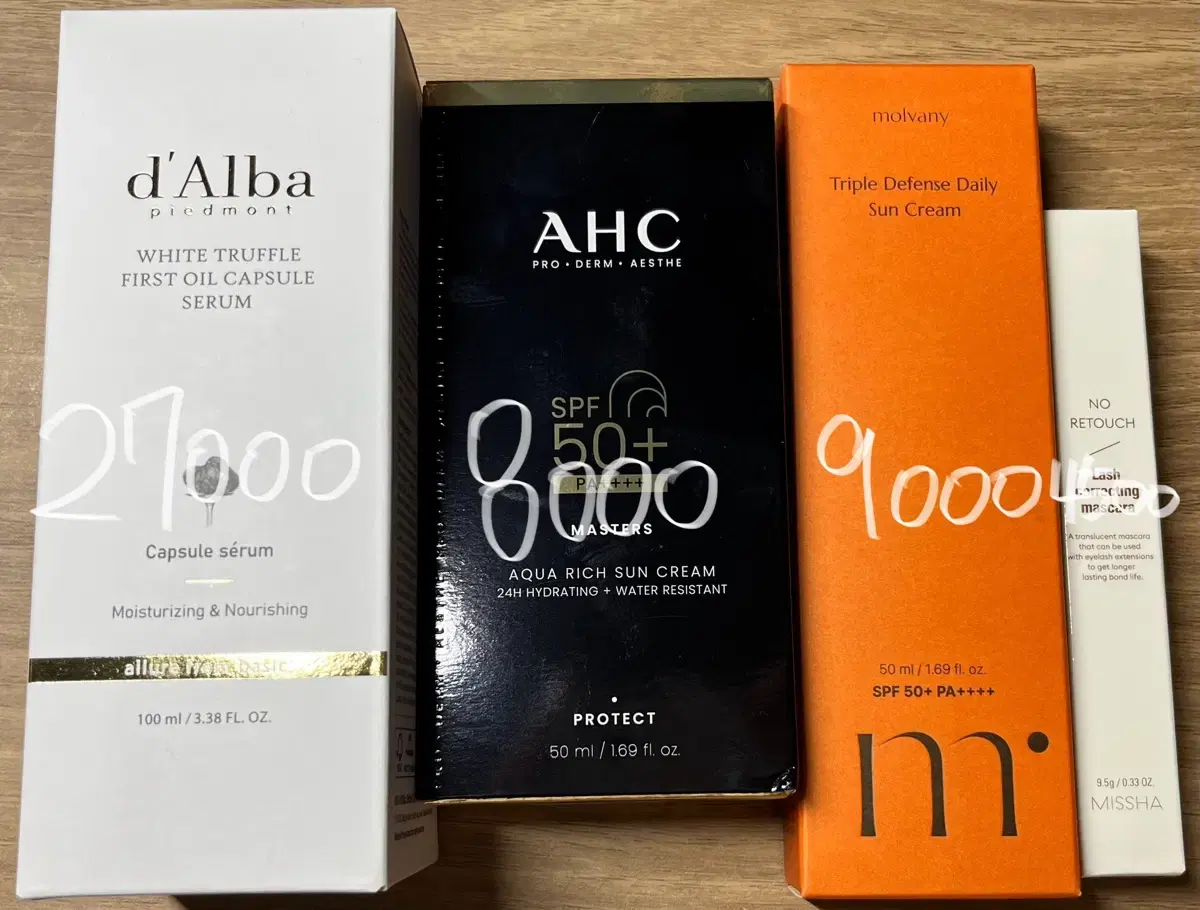 d'Alba
piedmont
WHITE TRUFFLE
FIRST OIL CAPSULE
SERUM
27000
Capsule sérum
Moisturizing & Nourishing
100 ml / 3.38 FL. OZ.
AHC
PRO • DERM • AESTHE
SPF
50+
PA++++
8000
MASTERS
AQUA RICH SUN CREAM
24H HYDRATING + WATER RESISTANT
PROTECT
50 ml / 1.69 fl. oz.
molvany
Triple Defense Daily
Sun Cream
9000
50 ml / 1.69 fl. oz.
SPF 50+ PA++++
m
NO
RETOUCH
Lash
correcting
mascara
4500
A translucent mascara
that can be used
with eyelash extensions
to get longer
lasting bond life.
9.5g / 0.33 OZ.
MISSHA